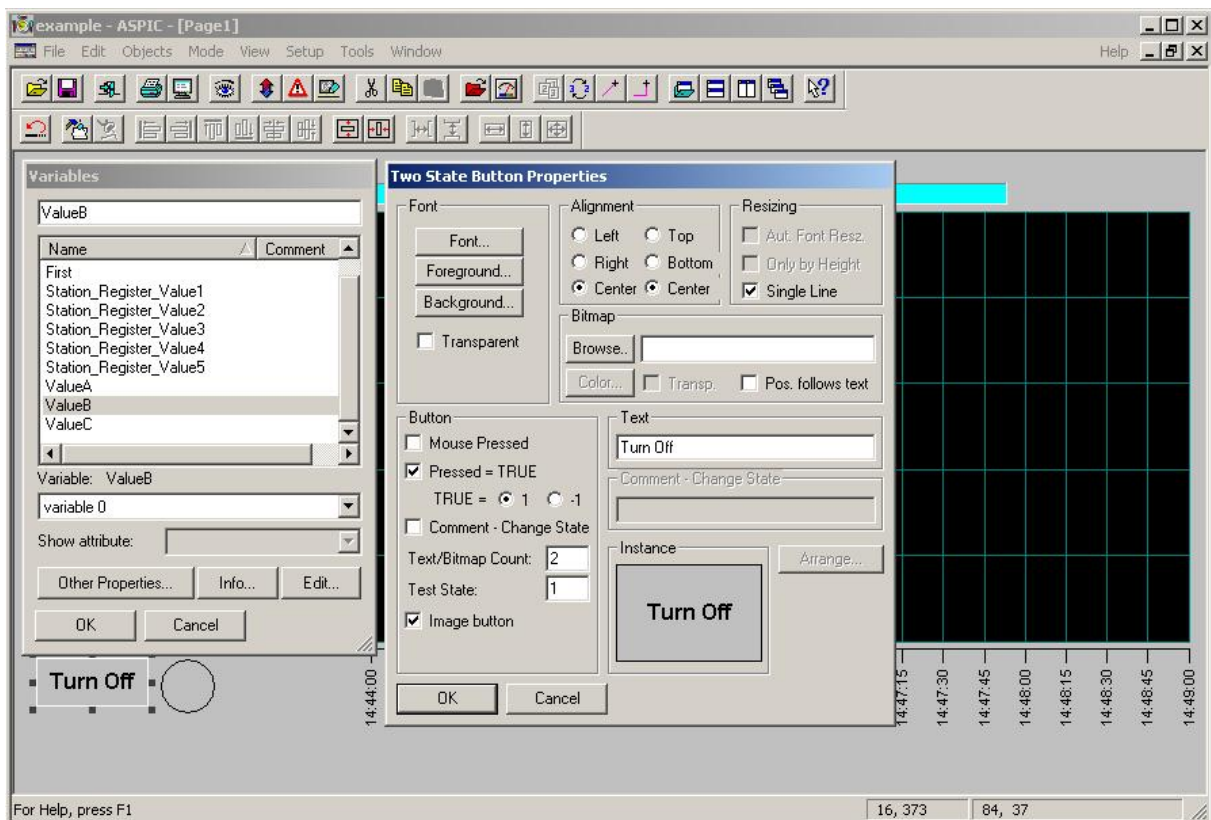 example - ASPIC - [Page1]
File Edit Objects Mode View Setup Tools Window Help
Variables
ValueB
Name Comment
First
Station_Register_Value1
Station_Register_Value2
Station_Register_Value3
Station_Register_Value4
Station_Register_Value5
ValueA
ValueB
ValueC
Variable: ValueB
variable 0
Show attribute:
Other Properties... Info... Edit...
OK Cancel
Two State Button Properties
Font
Font...
Foreground...
Background...
Transparent
Alignment
Left Top
Right Bottom
Center Center
Resizing
Aut. Font Resz.
Only by Height
Single Line
Bitmap
Browse..
Color... Transp. Pos. follows text
Button
Mouse Pressed
Pressed = TRUE
TRUE = 1 -1
Comment - Change State
Text/Bitmap Count: 2
Test State: 1
Image button
Text
Turn Off
Comment - Change State
Instance
Turn Off
Arrange...
OK Cancel
Turn Off
14:44:00
14:47:15
14:47:30
14:47:45
14:48:00
14:48:15
14:48:30
14:48:45
14:49:00
For Help, press F1
16, 373
84, 37